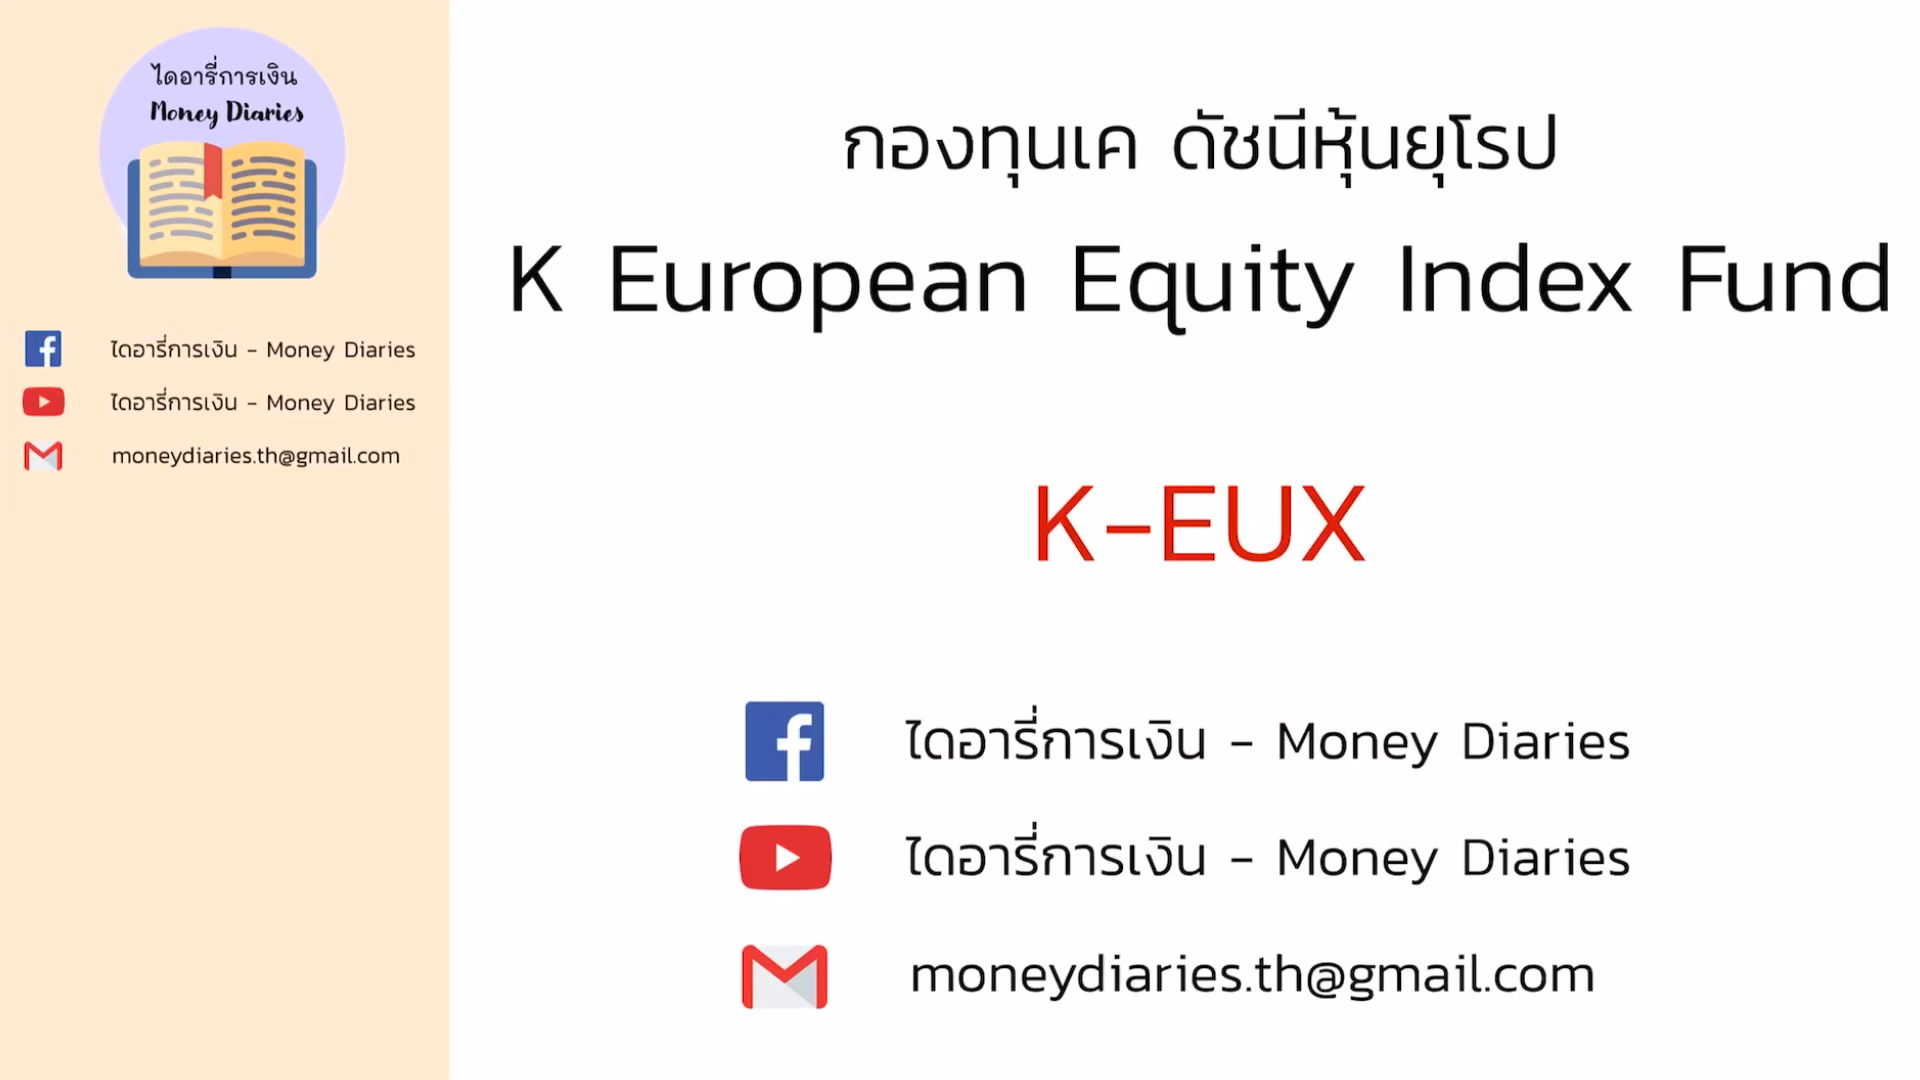 ไดอารี่การเงิน
Money Diaries
ไดอารี่การเงิน - Money Diaries
ไดอารี่การเงิน - Money Diaries
moneydiaries.th@gmail.com
กองทุนเค ดัชนีหุ้นยุโรป
K European Equity Index Fund
K-EUX
ไดอารี่การเงิน - Money Diaries
ไดอารี่การเงิน - Money Diaries
moneydiaries.th@gmail.com